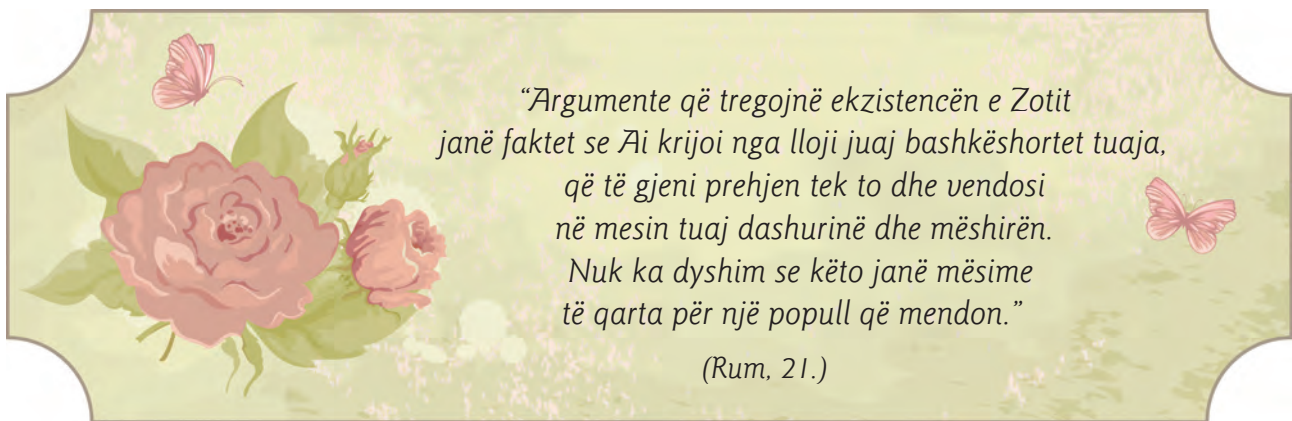 “Argumente që tregojnë ekzistencën e Zotit
janë faktet se Ai krijoi nga lloji juaj bashkëshortet tuaja,
që të gjeni prehjen tek to dhe vendosi
në mesin tuaj dashurinë dhe mëshirën.
Nuk ka dyshim se këto janë mësime
të qarta për një popull që mendon.”
(Rum, 21.)